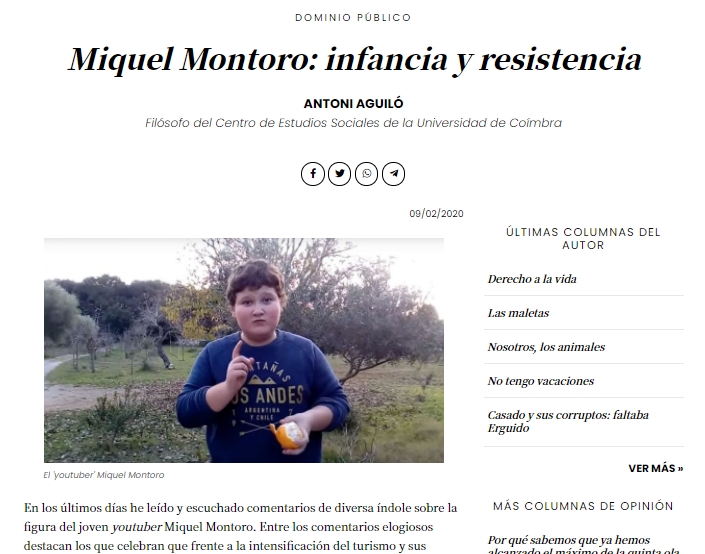 DOMINIO PÚBLICO
Miquel Montoro: infancia y resistencia
ANTONI AGUILÓ
Filósofo del Centro de Estudios Sociales de la Universidad de Coímbra
09/02/2020
MONTAÑAS
LOS ANDES
ARGENTINA
Y CHILE
El 'youtuber' Miquel Montoro
En los últimos días he leído y escuchado comentarios de diversa índole sobre la
figura del joven youtuber Miquel Montoro. Entre los comentarios elogiosos
destacan los que celebran que frente a la intensificación del turismo y sus
ÚLTIMAS COLUMNAS DEL
AUTOR
Derecho a la vida
Las maletas
Nosotros, los animales
No tengo vacaciones
Casado y sus corruptos: faltaba
Erguido
VER MÁS »
MÁS COLUMNAS DE OPINIÓN
Por qué sabemos que ya hemos
alcanzado el máximo de la quinta ola